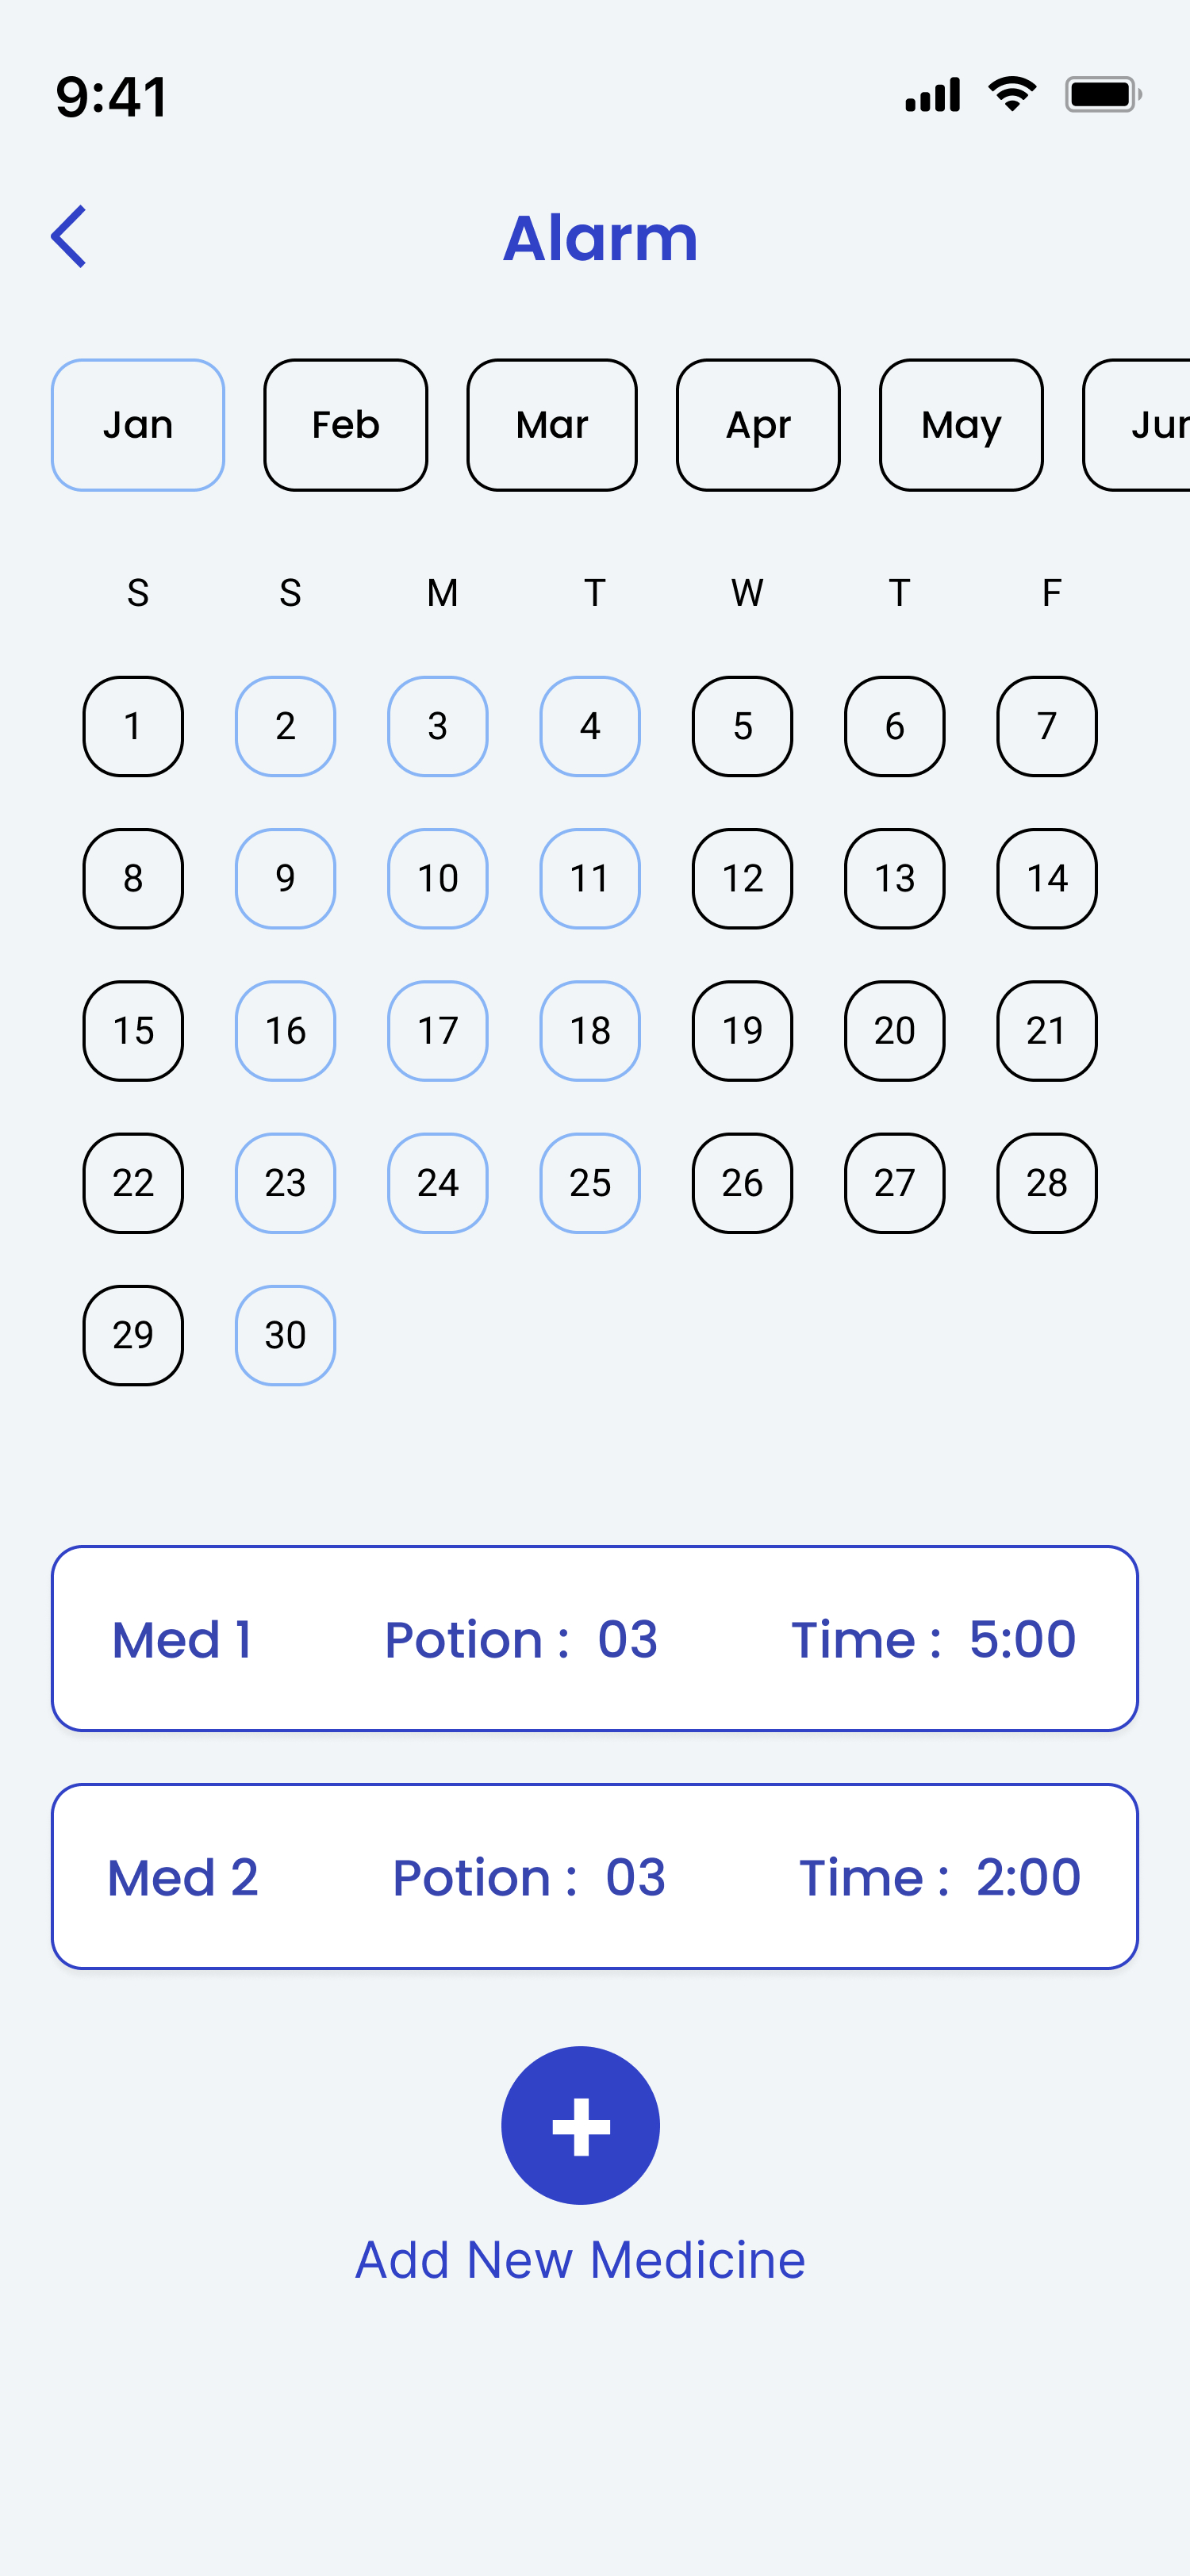 9:41
Alarm
Jan Feb Mar Apr May Jun
S S M T W T F
1 2 3 4 5 6 7
8 9 10 11 12 13 14
15 16 17 18 19 20 21
22 23 24 25 26 27 28
29 30
Med 1 Potion : 03 Time : 5:00
Med 2 Potion : 03 Time : 2:00
Add New Medicine